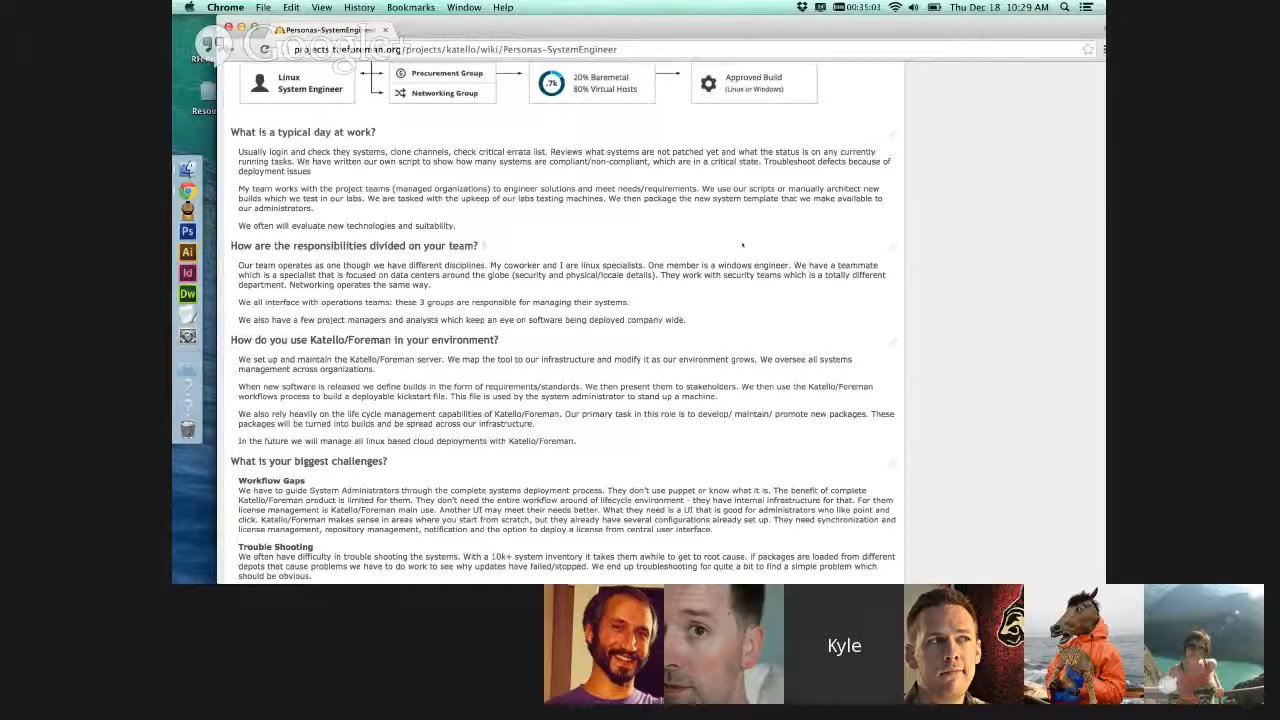 Chrome File Edit View History Bookmarks Window Help
00:35:03 Thu Dec 18 10:29 AM
Google+
Personas-SystemEngine
projects.theforeman.org/projects/katello/wiki/Personas-SystemEngineer
Resou
Ps
Ai
Id
Dw
Linux
System Engineer
Procurement Group
Networking Group
.7k
20% Baremetal
80% Virtual Hosts
Approved Build
(Linux or Windows)
What is a typical day at work?
Usually login and check they systems, clone channels, check critical errata list. Reviews what systems are not patched yet and what the status is on any currently
running tasks. We have written our own script to show how many systems are compliant/non-compliant, which are in a critical state. Troubleshoot defects because of
deployment issues
My team works with the project teams (managed organizations) to engineer solutions and meet needs/requirements. We use our scripts or manually architect new
builds which we test in our labs. We are tasked with the upkeep of our labs testing machines. We then package the new system template that we make available to
our administrators.
We often will evaluate new technologies and suitability.
How are the responsibilities divided on your team?
Our team operates as one though we have different disciplines. My coworker and I are linux specialists. One member is a windows engineer. We have a teammate
which is a specialist that is focused on data centers around the globe (security and physical/locale details). They work with security teams which is a totally different
department. Networking operates the same way.
We all interface with operations teams: these 3 groups are responsible for managing their systems.
We also have a few project managers and analysts which keep an eye on software being deployed company wide.
How do you use Katello/Foreman in your environment?
We set up and maintain the Katello/Foreman server. We map the tool to our infrastructure and modify it as our environment grows. We oversee all systems
management across organizations.
When new software is released we define builds in the form of requirements/standards. We then present them to stakeholders. We then use the Katello/Foreman
workflows process to build a deployable kickstart file. This file is used by the system administrator to stand up a machine.
We also rely heavily on the life cycle management capabilities of Katello/Foreman. Our primary task in this role is to develop/ maintain/ promote new packages. These
packages will be turned into builds and be spread across our infrastructure.
In the future we will manage all linux based cloud deployments with Katello/Foreman.
What is your biggest challenges?
Workflow Gaps
We have to guide System Administrators through the complete systems deployment process. They don't use puppet or know what it is. The benefit of complete
Katello/Foreman product is limited for them. They don't need the entire workflow around of lifecycle environment - they have internal infrastructure for that. For them
license management is Katello/Foreman main use. Another UI may meet their needs better. What they need is a UI that is good for administrators who like point and
click. Katello/Foreman makes sense in areas where you start from scratch, but they already have several configurations already set up. They need synchronization and
license management, repository management, notification and the option to deploy a license from central user interface.
Trouble Shooting
We often have difficulty in trouble shooting the systems. With a 10k+ system inventory it takes them awhile to get to root cause. if packages are loaded from different
depots that cause problems we have to do work to see why updates have failed/stopped. We end up troubleshooting for quite a bit to find a simple problem which
should be obvious.
Kyle